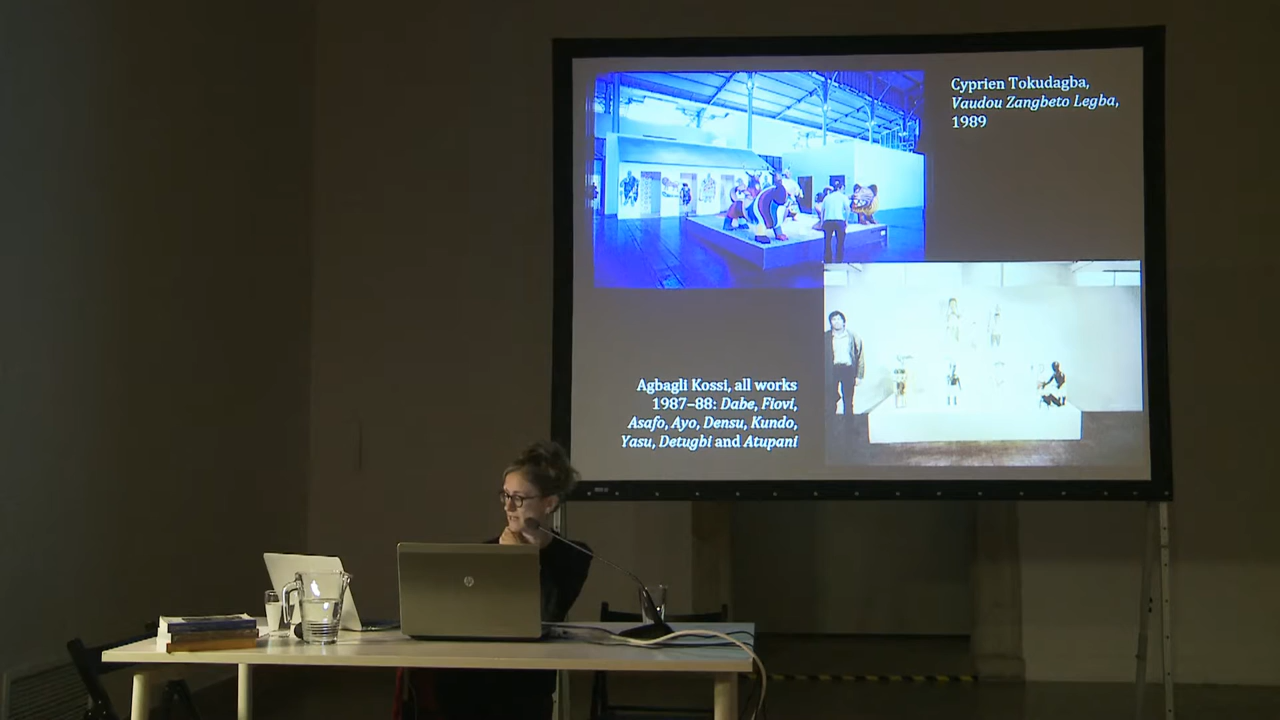 Cyprien Tokudagba,
Vaudou Zangbeto Legba,
1989
Agbagli Kossi, all works
1987–88: Dabe, Fiovi,
Asafo, Ayo, Densu, Kundo,
Yasu, Detugbi and Atupani
hp